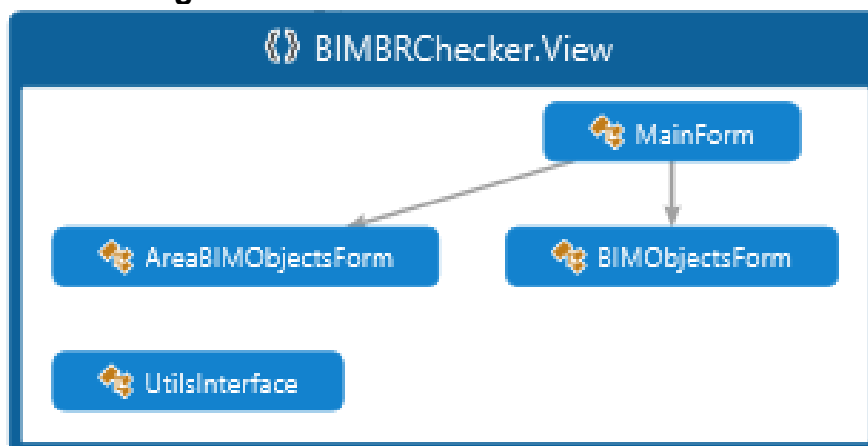 BIMBRChecker.View
MainForm
AreaBIMObjectsForm
BIMObjectsForm
UtilsInterface